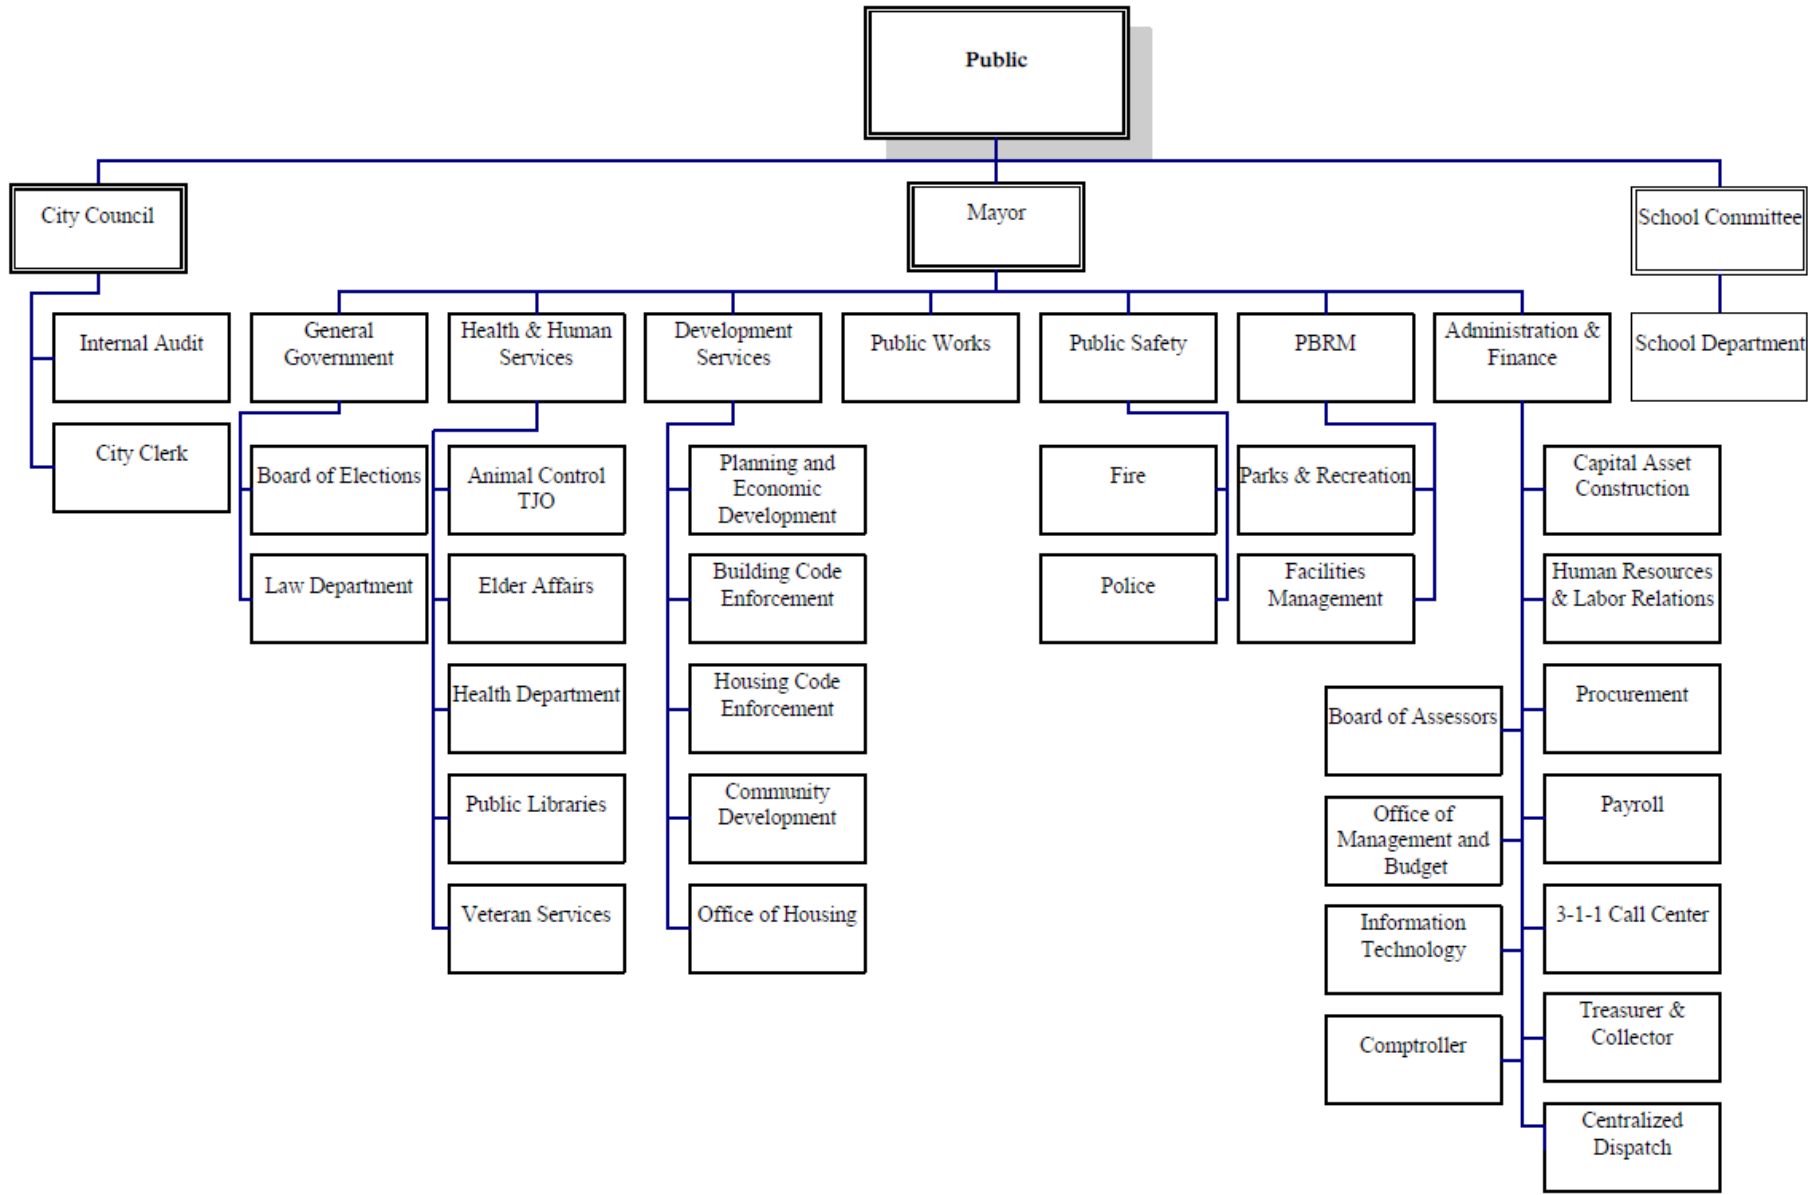 Public
City Council
Mayor
School Committee
Internal Audit
City Clerk
General
Government
Health & Human
Services
Development
Services
Public Works
Public Safety
PBRM
Administration &
Finance
School Department
Board of Elections
Law Department
Animal Control
TJO
Elder Affairs
Health Department
Public Libraries
Veteran Services
Planning and
Economic
Development
Building Code
Enforcement
Housing Code
Enforcement
Community
Development
Office of Housing
Fire
Police
Parks & Recreation
Facilities
Management
Board of Assessors
Office of
Management and
Budget
Information
Technology
Comptroller
Capital Asset
Construction
Human Resources
& Labor Relations
Procurement
Payroll
3-1-1 Call Center
Treasurer &
Collector
Centralized
Dispatch